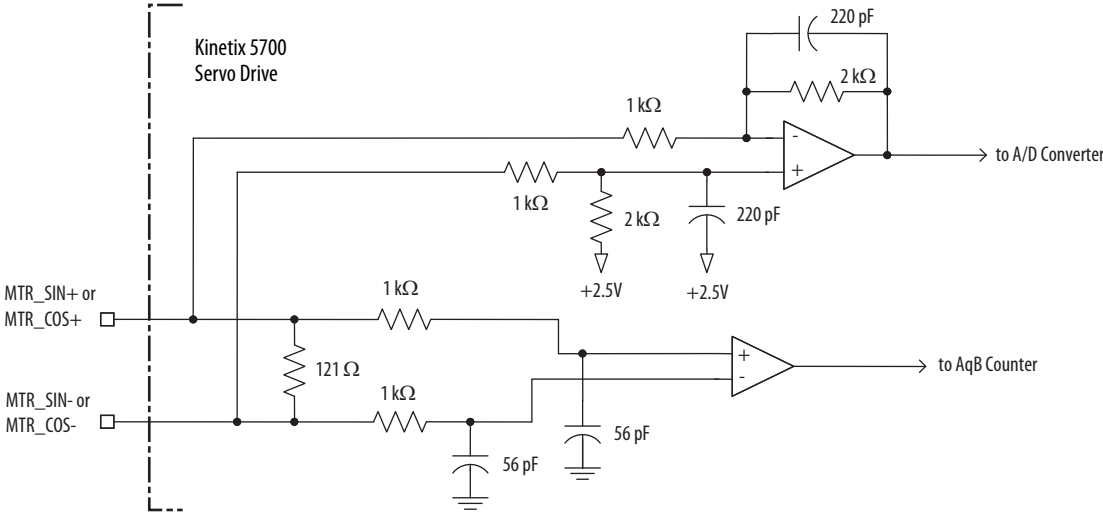 220 pF
Kinetix 5700
Servo Drive
2 kΩ
1 kΩ
-
to A/D Converter
+
1 kΩ
2 kΩ
220 pF
+2.5V
+2.5V
MTR_SIN+ or
MTR_COS+
1 kΩ
121 Ω
+
-
to AqB Counter
MTR_SIN- or
MTR_COS-
1 kΩ
56 pF
56 pF